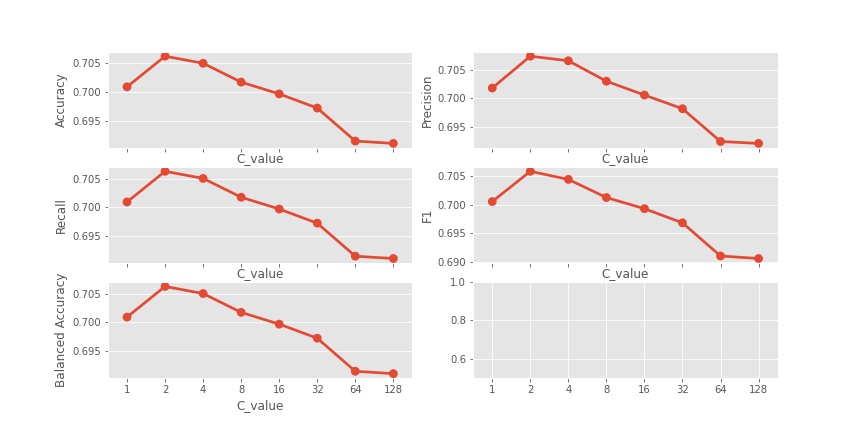 Accuracy
0.705
0.700
0.695
C_value
Precision
0.705
0.700
0.695
C_value
Recall
0.705
0.700
0.695
C_value
F1
0.705
0.700
0.695
0.690
C_value
Balanced Accuracy
0.705
0.700
0.695
1 2 4 8 16 32 64 128
C_value
1.0
0.8
0.6
1 2 4 8 16 32 64 128